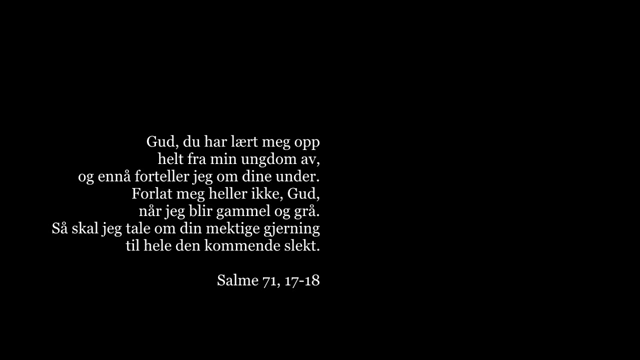 Gud, du har lært meg opp
helt fra min ungdom av,
og ennå forteller jeg om dine under.
Forlat meg heller ikke, Gud,
når jeg blir gammel og grå.
Så skal jeg tale om din mektige gjerning
til hele den kommende slekt.
Salme 71, 17-18